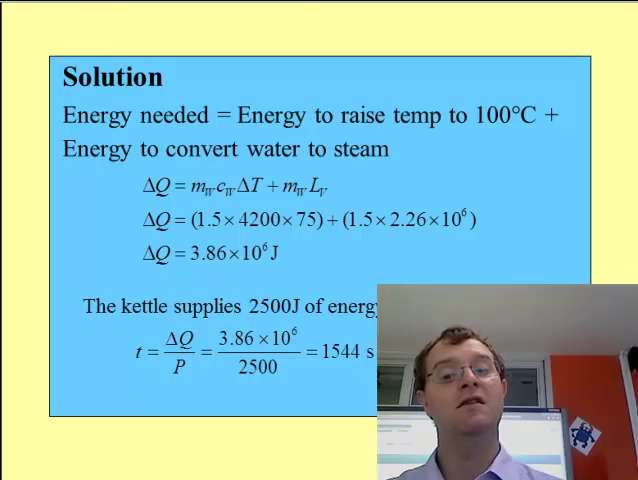 Solution
Energy needed = Energy to raise temp to 100°C +
Energy to convert water to steam
ΔQ = m_W c_W ΔT + m_W L_V
ΔQ = (1.5 × 4200 × 75) + (1.5 × 2.26 × 10⁶)
ΔQ = 3.86 × 10⁶ J
The kettle supplies 2500J of energy
t = ΔQ/P = 3.86 × 10⁶/2500 = 1544 s